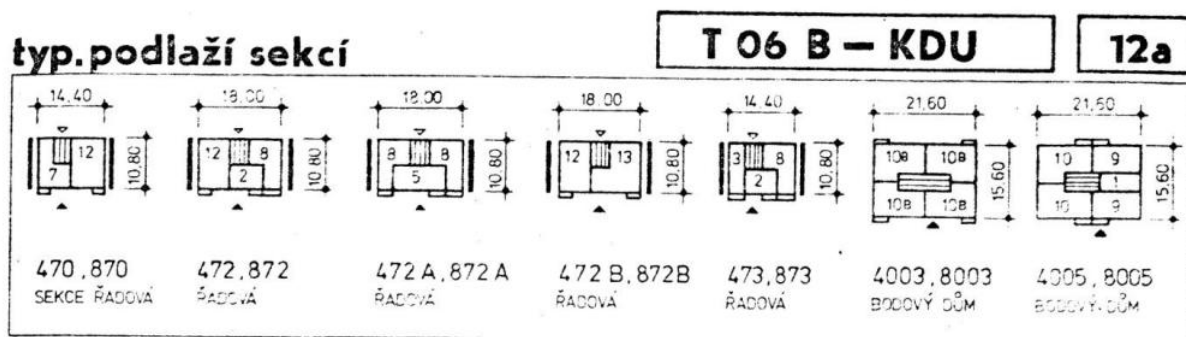 typ.podlaží sekcí
T 06 B – KDU
12a
14,40
18,00
18,00
18,00
14,40
21,60
21,60
12
7
10,80
12
8
2
10,80
8
8
5
10,80
12
13
10,80
3
8
2
10,80
10B
10B
10B
10B
15,60
10
9
1
10
9
15,60
470,870
472,872
472 A,872 A
472 B,872B
473,873
4003,8003
4005,8005
SEKCE ŘADOVÁ
ŘADOVÁ
ŘADOVÁ
ŘADOVÁ
ŘADOVÁ
BODOVÝ DŮM
BODOVÝ DŮM